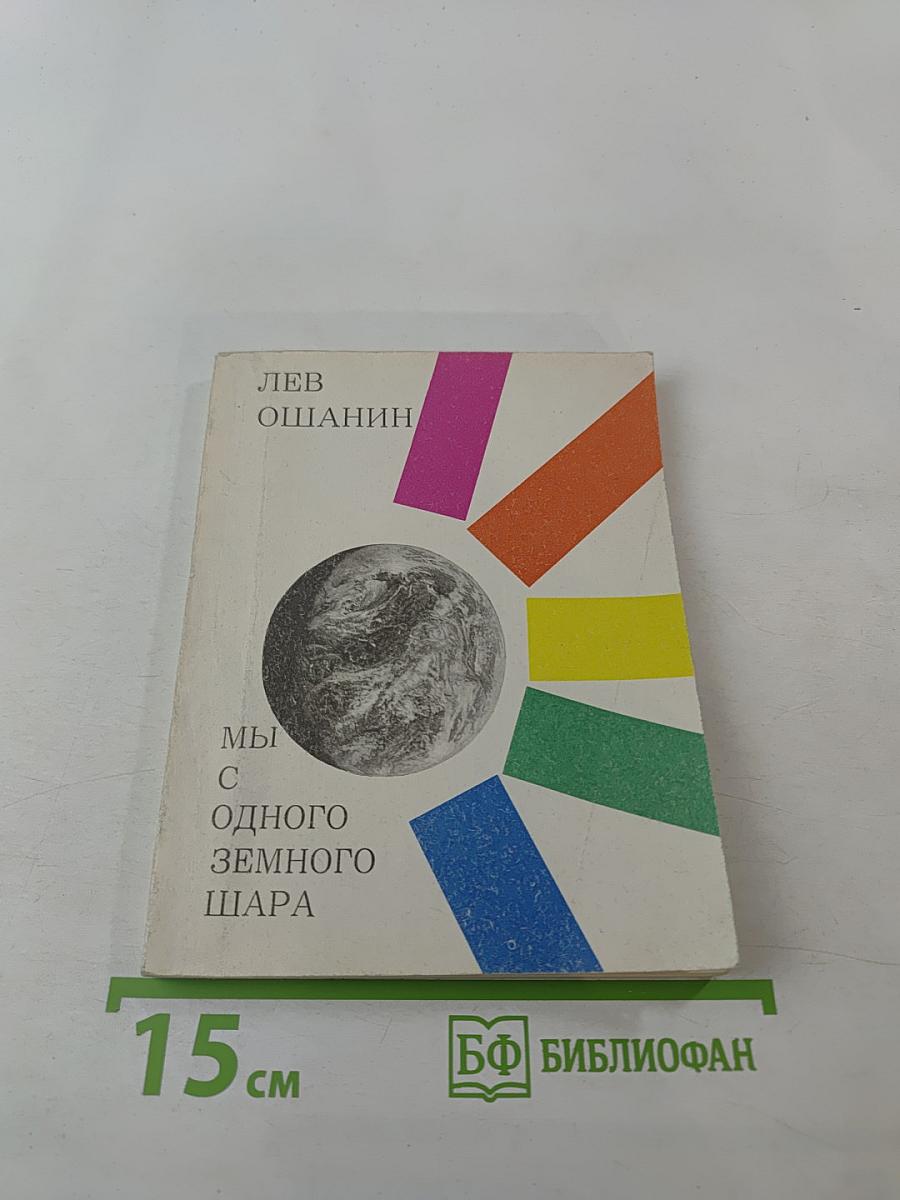 ЛЕВ
ОШАНИН
МЫ
С
ОДНОГО
ЗЕМНОГО
ШАРА
15 см
БФ БИБЛИОФАН